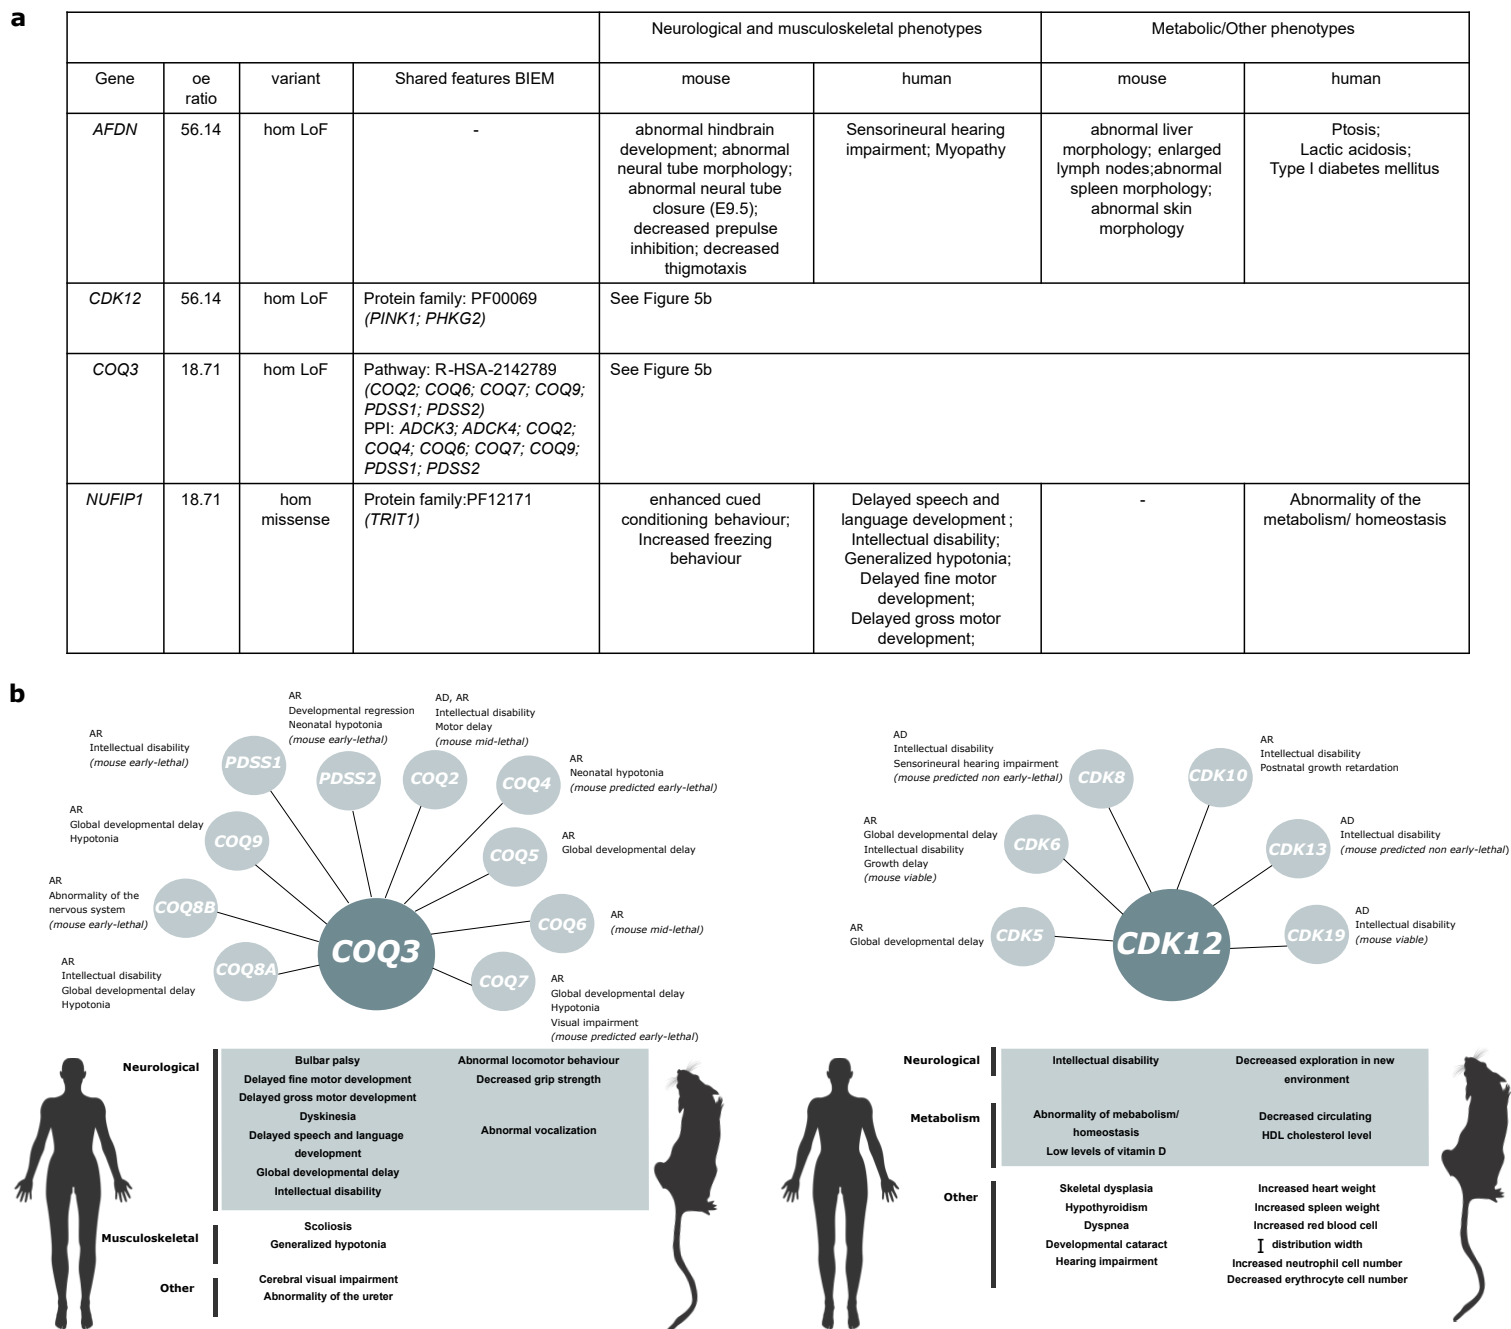 a
Neurological and musculoskeletal phenotypes
Metabolic/Other phenotypes
Gene
oe
ratio
variant
Shared features BIEM
mouse
human
mouse
human
AFDN
56.14
hom LoF
-
abnormal hindbrain
development; abnormal
neural tube morphology;
abnormal neural tube
closure (E9.5);
decreased prepulse
inhibition; decreased
thigmotaxis
Sensorineural hearing
impairment; Myopathy
abnormal liver
morphology; enlarged
lymph nodes;abnormal
spleen morphology;
abnormal skin
morphology
Ptosis;
Lactic acidosis;
Type I diabetes mellitus
CDK12
56.14
hom LoF
Protein family: PF00069
(PINK1; PHKG2)
See Figure 5b
COQ3
18.71
hom LoF
Pathway: R-HSA-2142789
(COQ2; COQ6; COQ7; COQ9;
PDSS1; PDSS2)
PPI: ADCK3; ADCK4; COQ2;
COQ4; COQ6; COQ7; COQ9;
PDSS1; PDSS2
See Figure 5b
NUFIP1
18.71
hom
missense
Protein family:PF12171
(TRIT1)
enhanced cued
conditioning behaviour;
Increased freezing
behaviour
Delayed speech and
language development ;
Intellectual disability;
Generalized hypotonia;
Delayed fine motor
development;
Delayed gross motor
development;
-
Abnormality of the
metabolism/ homeostasis
b
AR
Intellectual disability
(mouse early-lethal)
PDSS1
AR
Developmental regression
Neonatal hypotonia
(mouse early-lethal)
PDSS2
AD, AR
Intellectual disability
Motor delay
(mouse mid-lethal)
COQ2
AR
Neonatal hypotonia
(mouse predicted early-lethal)
COQ4
AR
Global developmental delay
Hypotonia
COQ9
AR
Global developmental delay
COQ5
AR
Abnormality of the
nervous system
(mouse early-lethal)
COQ8B
AR
(mouse mid-lethal)
COQ6
AR
Intellectual disability
Global developmental delay
Hypotonia
COQ8A
COQ3
COQ7
AR
Global developmental delay
Hypotonia
Visual impairment
(mouse predicted early-lethal)
Neurological
Bulbar palsy
Delayed fine motor development
Delayed gross motor development
Dyskinesia
Delayed speech and language
development
Global developmental delay
Intellectual disability
Abnormal locomotor behaviour
Decreased grip strength
Abnormal vocalization
Musculoskeletal
Scoliosis
Generalized hypotonia
Other
Cerebral visual impairment
Abnormality of the ureter
AD
Intellectual disability
Sensorineural hearing impairment
(mouse predicted non early-lethal)
CDK8
AR
Intellectual disability
Postnatal growth retardation
CDK10
AR
Global developmental delay
Intellectual disability
Growth delay
(mouse viable)
CDK6
AD
Intellectual disability
(mouse predicted non early-lethal)
CDK13
AR
Global developmental delay
CDK5
CDK12
AD
Intellectual disability
(mouse viable)
CDK19
Neurological
Intellectual disability
Decreased exploration in new
environment
Metabolism
Abnormality of mebabolism/
homeostasis
Low levels of vitamin D
Decreased circulating
HDL cholesterol level
Other
Skeletal dysplasia
Hypothyroidism
Dyspnea
Developmental cataract
Hearing impairment
Increased heart weight
Increased spleen weight
Increased red blood cell
distribution width
Increased neutrophil cell number
Decreased erythrocyte cell number